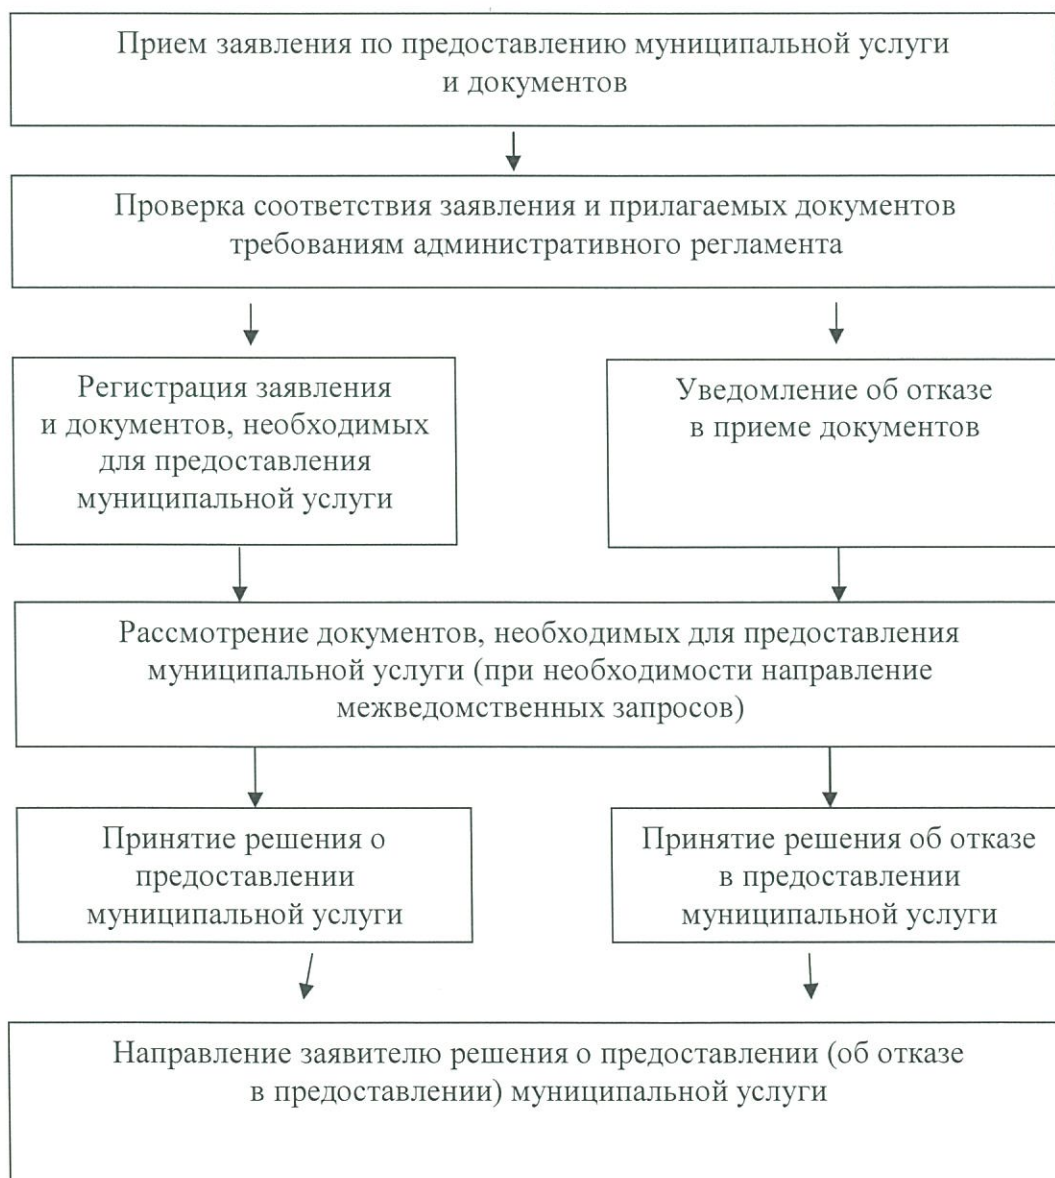 Прием заявления по предоставлению муниципальной услуги
и документов
Проверка соответствия заявления и прилагаемых документов
требованиям административного регламента
Регистрация заявления
и документов, необходимых
для предоставления
муниципальной услуги
Уведомление об отказе
в приеме документов
Рассмотрение документов, необходимых для предоставления
муниципальной услуги (при необходимости направление
межведомственных запросов)
Принятие решения о
предоставлении
муниципальной услуги
Принятие решения об отказе
в предоставлении
муниципальной услуги
Направление заявителю решения о предоставлении (об отказе
в предоставлении) муниципальной услуги